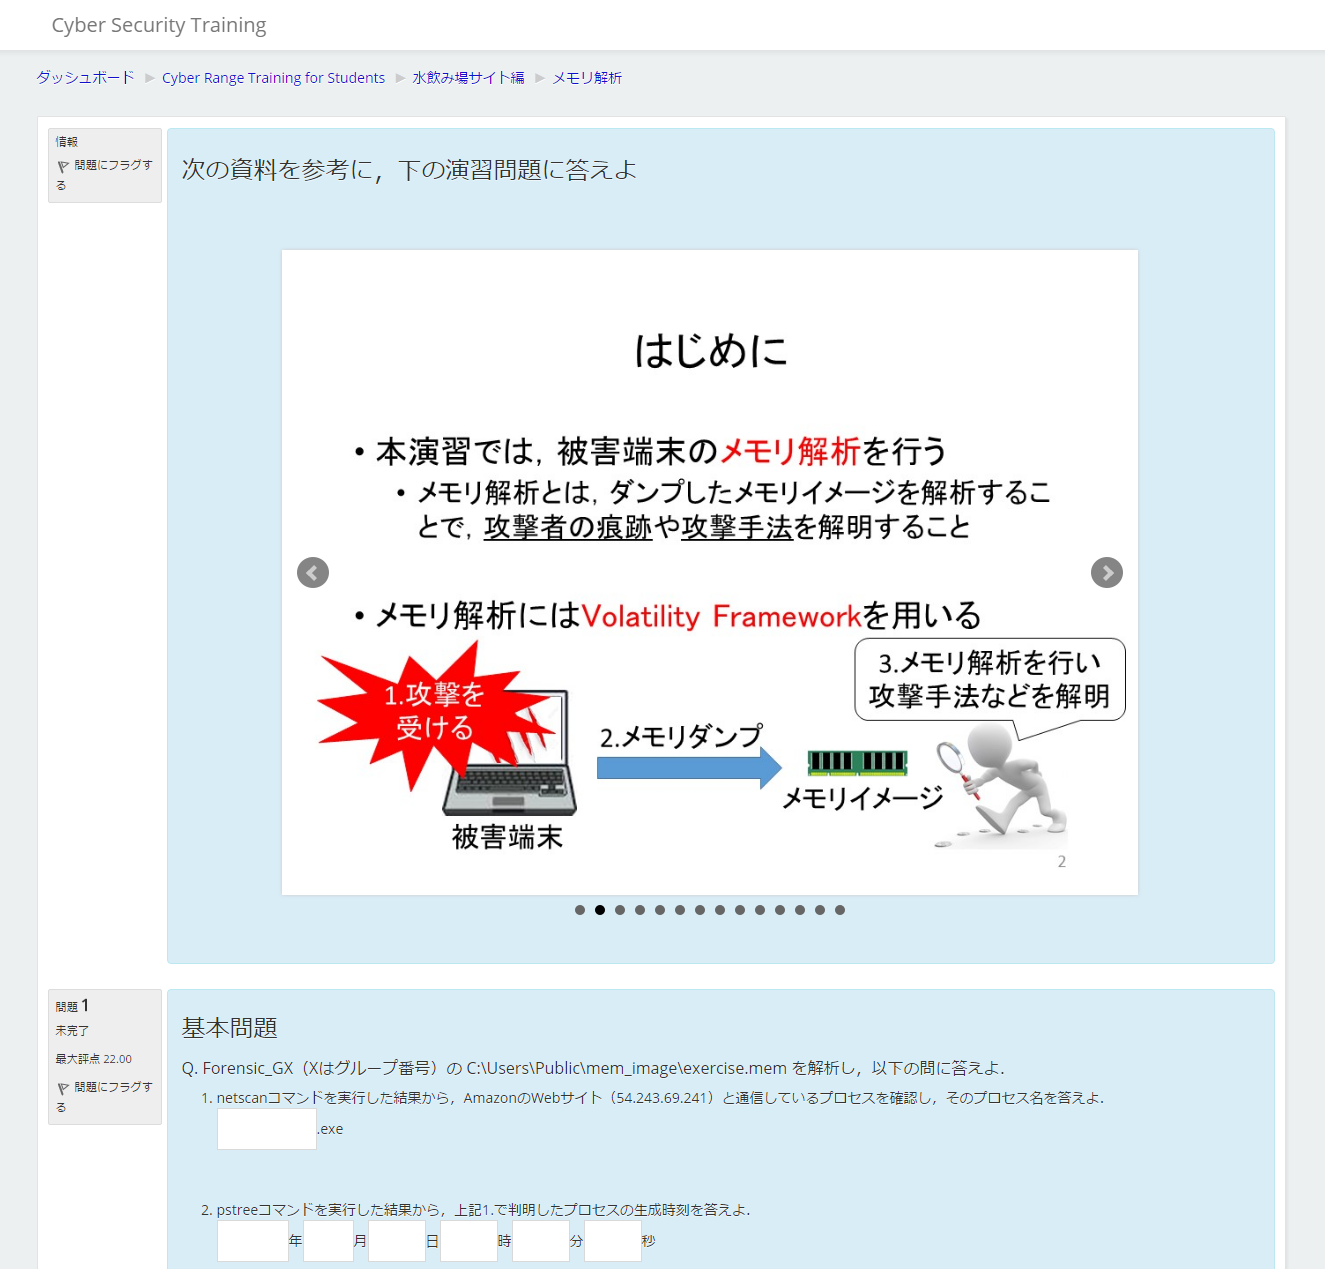 Cyber Security Training
ダッシュボード ▶ Cyber Range Training for Students ▶ 水飲み場サイト編 ▶ メモリ解析
情報
問題にフラグす
る
次の資料を参考に，下の演習問題に答えよ
はじめに
• 本演習では，被害端末のメモリ解析を行う
• メモリ解析とは，ダンプしたメモリイメージを解析するこ
とで，攻撃者の痕跡や攻撃手法を解明すること
• メモリ解析にはVolatility Frameworkを用いる
1.攻撃を
受ける
被害端末
2.メモリダンプ
メモリイメージ
3.メモリ解析を行い
攻撃手法などを解明
2
問題 1
未完了
最大評点 22.00
問題にフラグす
る
基本問題
Q. Forensic_GX（Xはグループ番号）の C:\Users\Public\mem_image\exercise.mem を解析し，以下の問に答えよ．
1. netscanコマンドを実行した結果から，AmazonのWebサイト（54.243.69.241）と通信しているプロセスを確認し，そのプロセス名を答えよ．
.exe
2. pstreeコマンドを実行した結果から，上記1.で判明したプロセスの生成時刻を答えよ．
年 月 日 時 分 秒